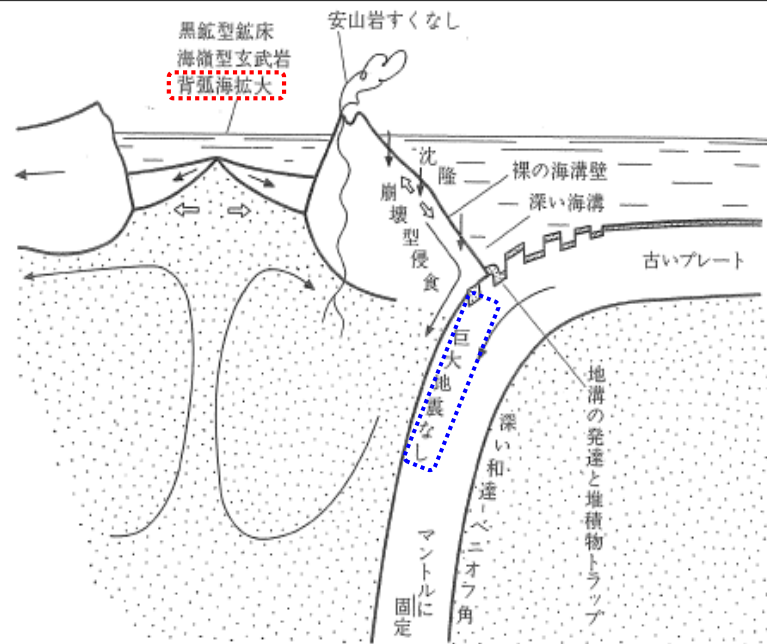 黒鉱型鉱床
海嶺型玄武岩
背弧海拡大
安山岩すくなし
沈
隆
崩壊型侵食
裸の海溝壁
深い海溝
古いプレート
巨大地震なし
地溝の発達と堆積物トラップ
深い和達-ベニオフ角
マントルに
固定